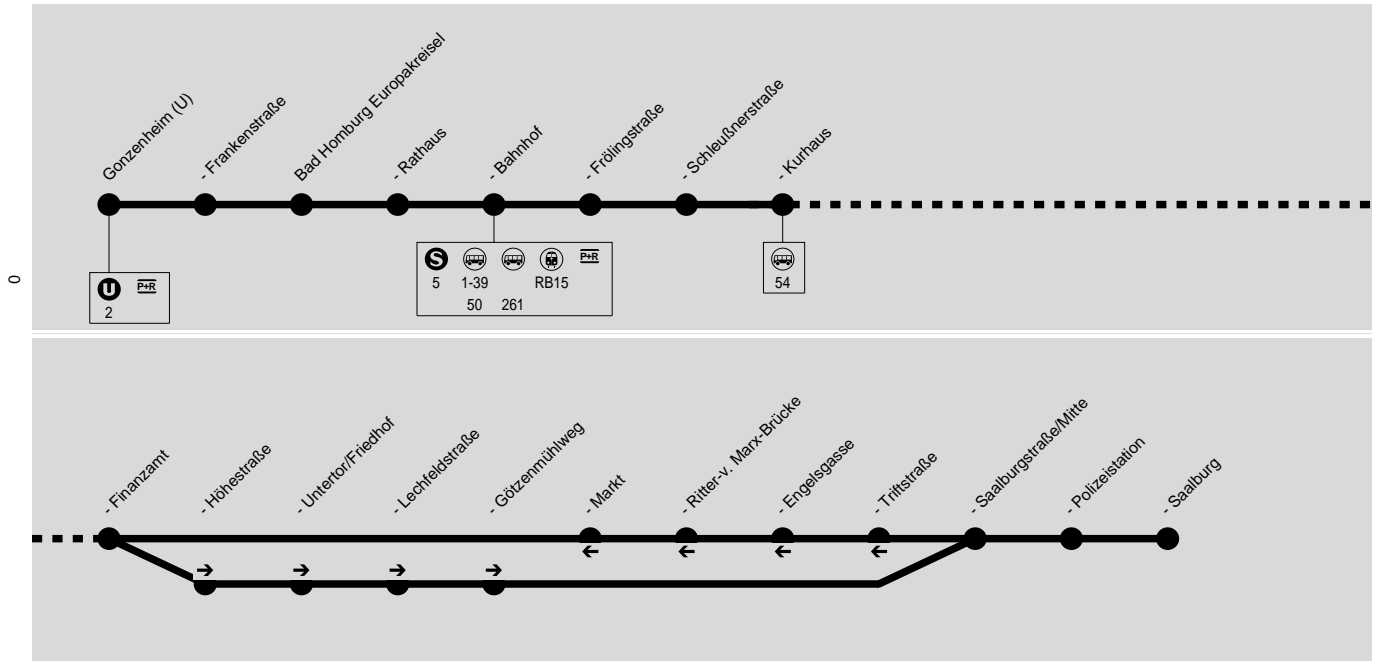 Gonzenheim (U)
- Frankenstraße
Bad Homburg Europakreisel
- Rathaus
- Bahnhof
- Frölingstraße
- Schleußnerstraße
- Kurhaus
U P+R
2
S P+R
5 1-39 RB15
50 261
54
0
- Finanzamt
- Höhestraße
- Untertor/Friedhof
- Lechfeldstraße
- Götzenmühlweg
- Markt
- Ritter-v. Marx-Brücke
- Engelsgasse
- Triftstraße
- Saalburgstraße/Mitte
- Polizeistation
- Saalburg